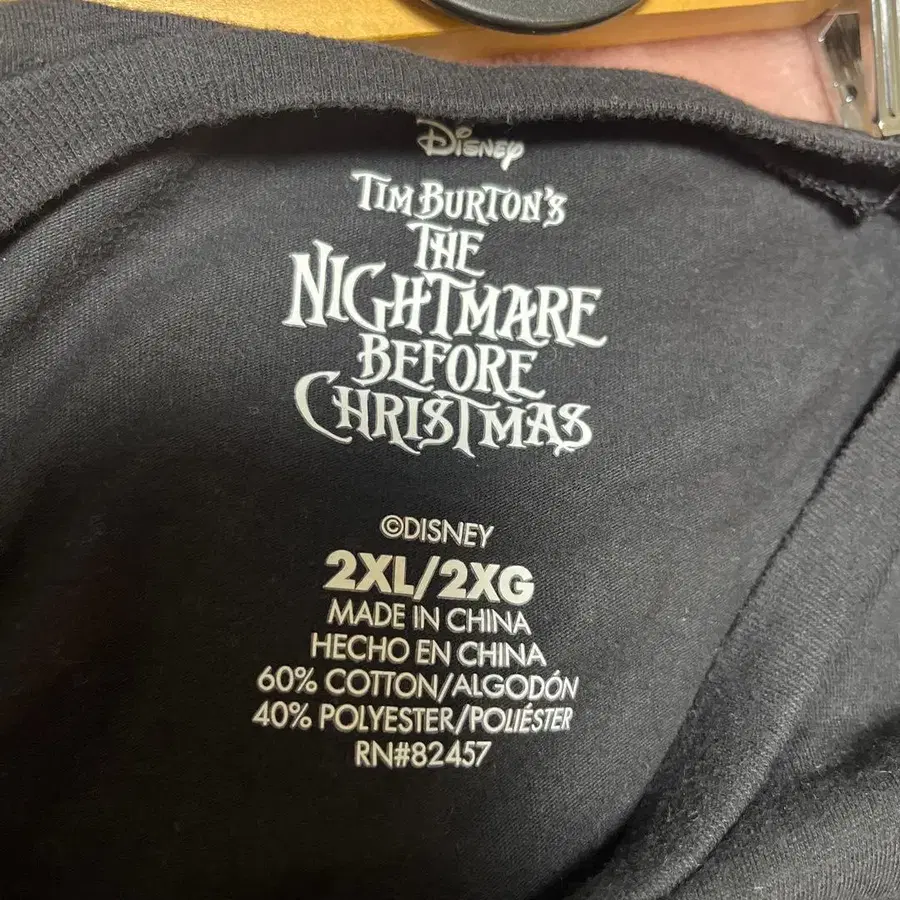 Disney
TIM BURTON'S
THE
NIGHTMARE
BEFORE
CHRISTMAS
©DISNEY
2XL/2XG
MADE IN CHINA
HECHO EN CHINA
60% COTTON/ALGODÓN
40% POLYESTER/POLIÉSTER
RN#82457